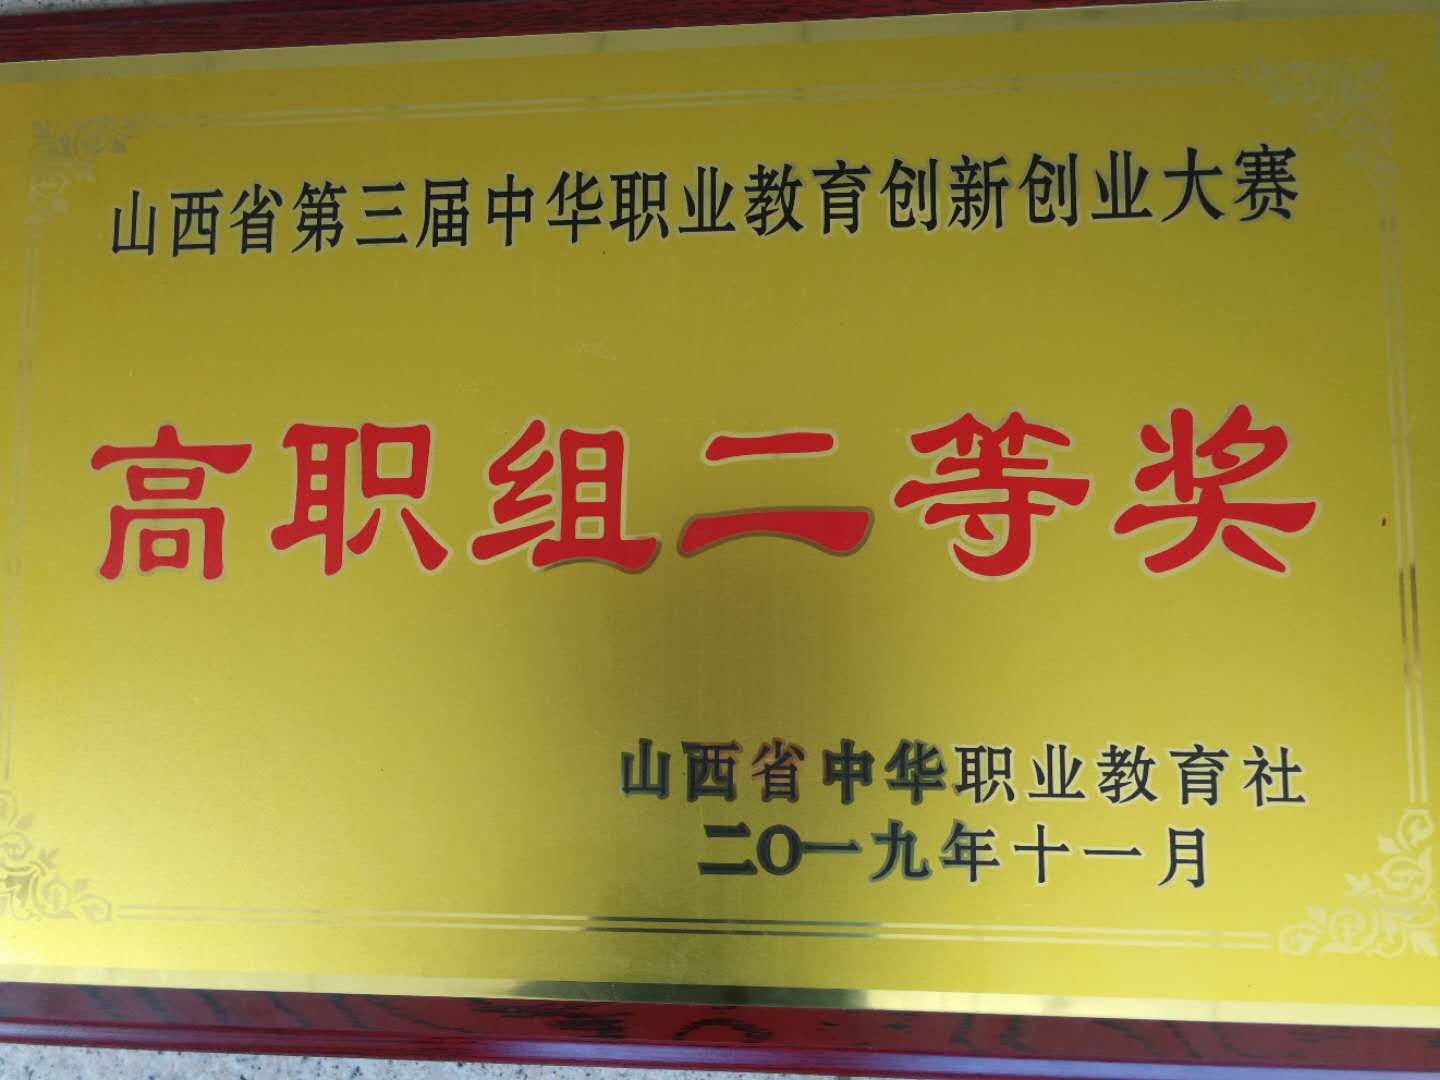 山西省第三届中华职业教育创新创业大赛
高职组二等奖
山西省中华职业教育社
二〇一九年十一月